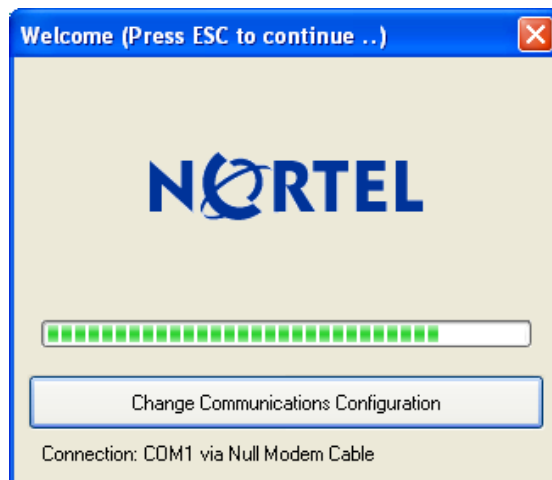 Welcome (Press ESC to continue ..)
NORTEL
Change Communications Configuration
Connection: COM1 via Null Modem Cable